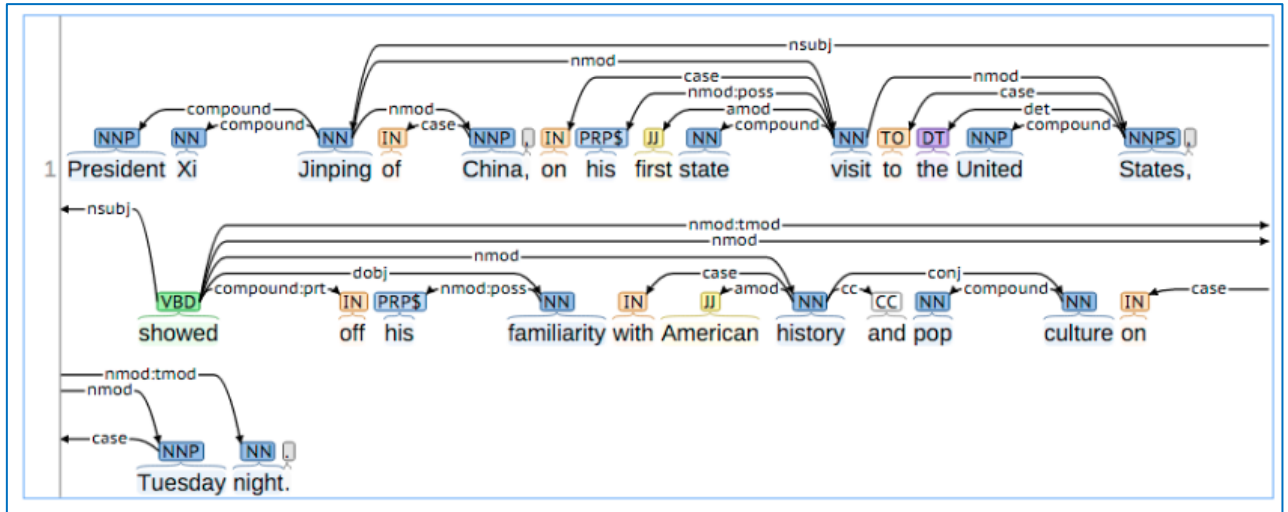 nsubj
nmod
case nmod
nmod:poss case
compound nmod amod det
compound case compound compound
NNP NN NN IN NNP , IN PRP$ JJ NN NN TO DT NNP NNPS ,
1 President Xi Jinping of China, on his first state visit to the United States,
nsubj
nmod:tmod
nmod
nmod
dobj case conj
compound:prt nmod:poss amod cc compound case
VBD IN PRP$ NN IN JJ NN CC NN NN IN
showed off his familiarity with American history and pop culture on
nmod:tmod
nmod
case
NNP NN .
Tuesday night.